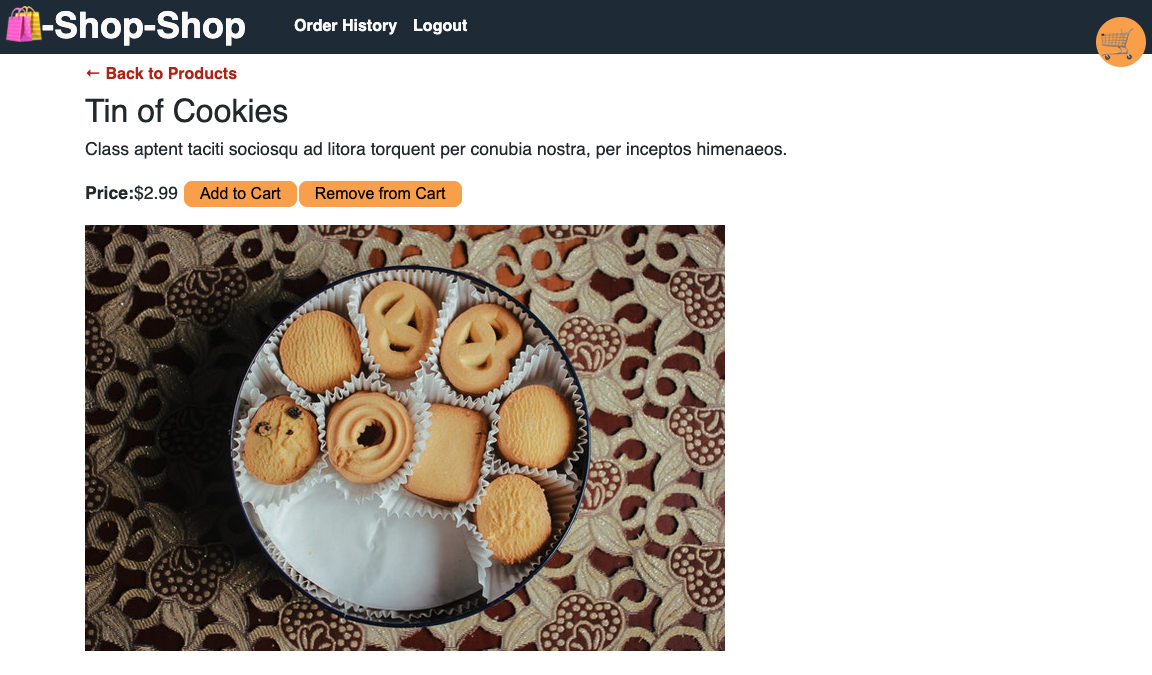 -Shop-Shop
Order History Logout
← Back to Products
Tin of Cookies
Class aptent taciti sociosqu ad litora torquent per conubia nostra, per inceptos himenaeos.
Price:$2.99 Add to Cart Remove from Cart